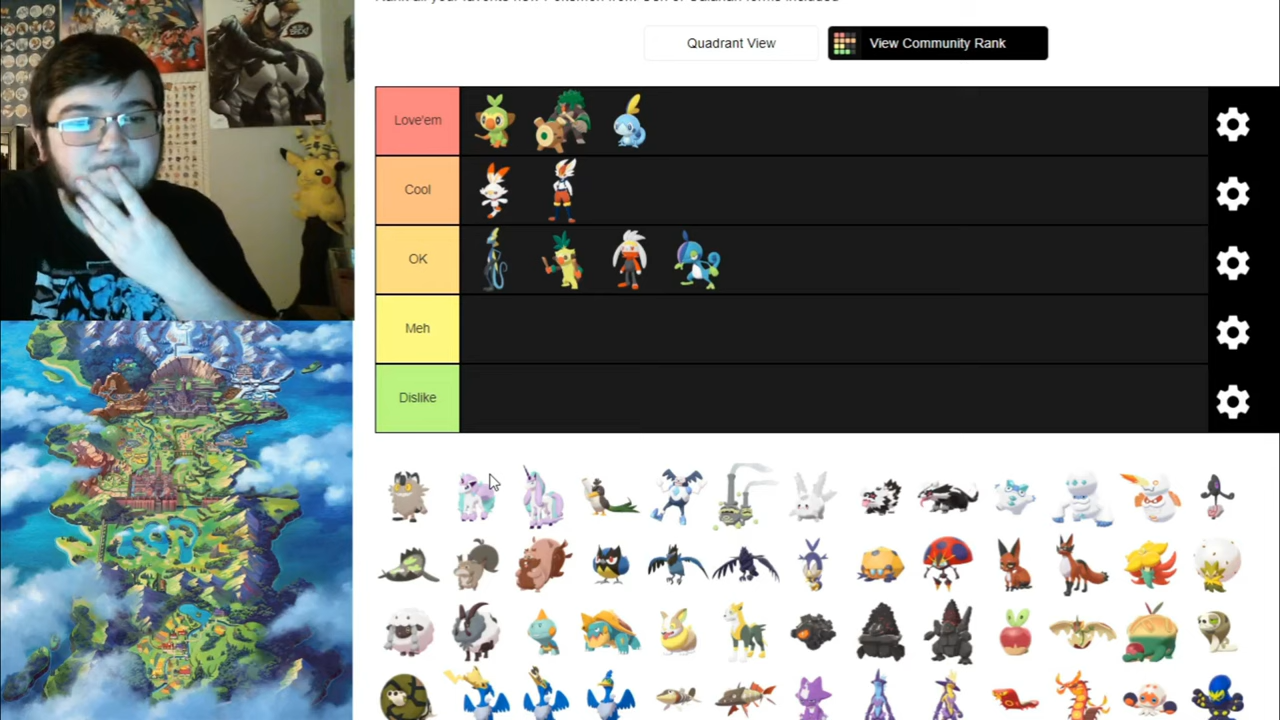 Quadrant View
View Community Rank
Love'em
Cool
OK
Meh
Dislike